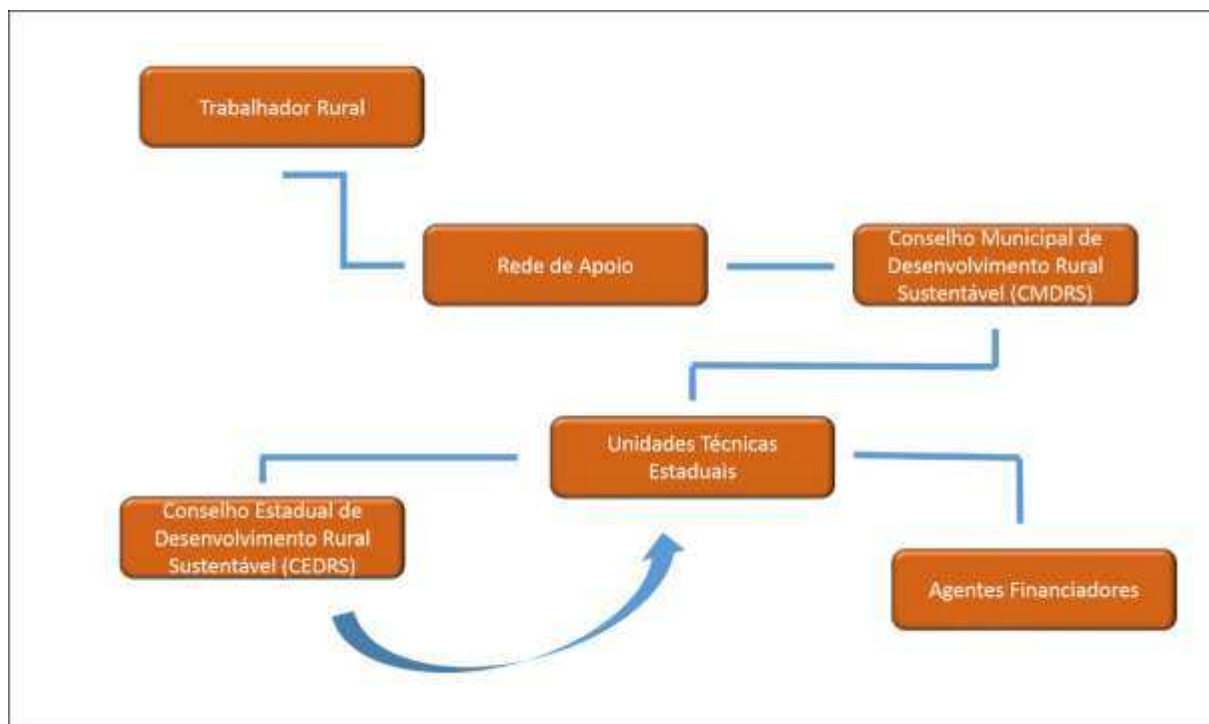 Trabalhador Rural
Rede de Apoio
Conselho Municipal de
Desenvolvimento Rural
Sustentável (CMDRS)
Unidades Técnicas
Estaduais
Conselho Estadual de
Desenvolvimento Rural
Sustentável (CEDRS)
Agentes Financiadores